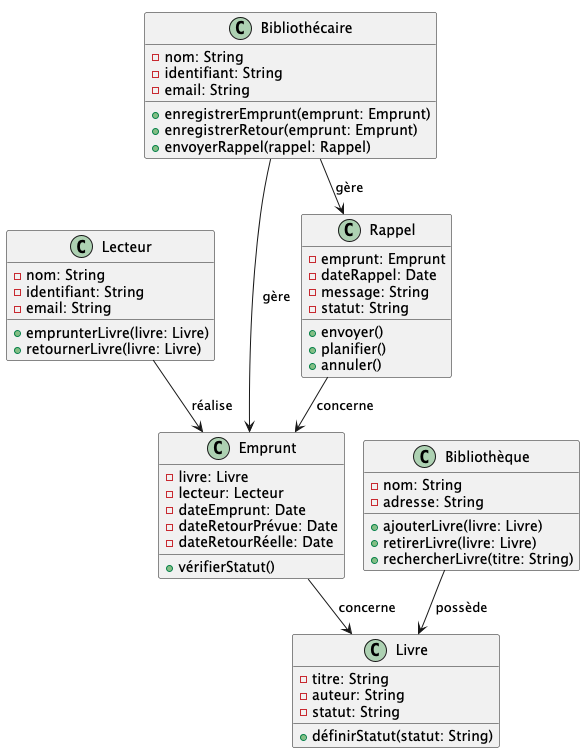 C Bibliothécaire
nom: String
identifiant: String
email: String
enregistrerEmprunt(emprunt: Emprunt)
enregistrerRetour(emprunt: Emprunt)
envoyerRappel(rappel: Rappel)
gère
C Lecteur
nom: String
identifiant: String
email: String
emprunterLivre(livre: Livre)
retournerLivre(livre: Livre)
C Rappel
emprunt: Emprunt
dateRappel: Date
message: String
statut: String
envoyer()
planifier()
annuler()
gère
réalise
concerne
C Emprunt
livre: Livre
lecteur: Lecteur
dateEmprunt: Date
dateRetourPrévue: Date
dateRetourRéelle: Date
vérifierStatut()
C Bibliothèque
nom: String
adresse: String
ajouterLivre(livre: Livre)
retirerLivre(livre: Livre)
rechercherLivre(titre: String)
concerne
possède
C Livre
titre: String
auteur: String
statut: String
définirStatut(statut: String)